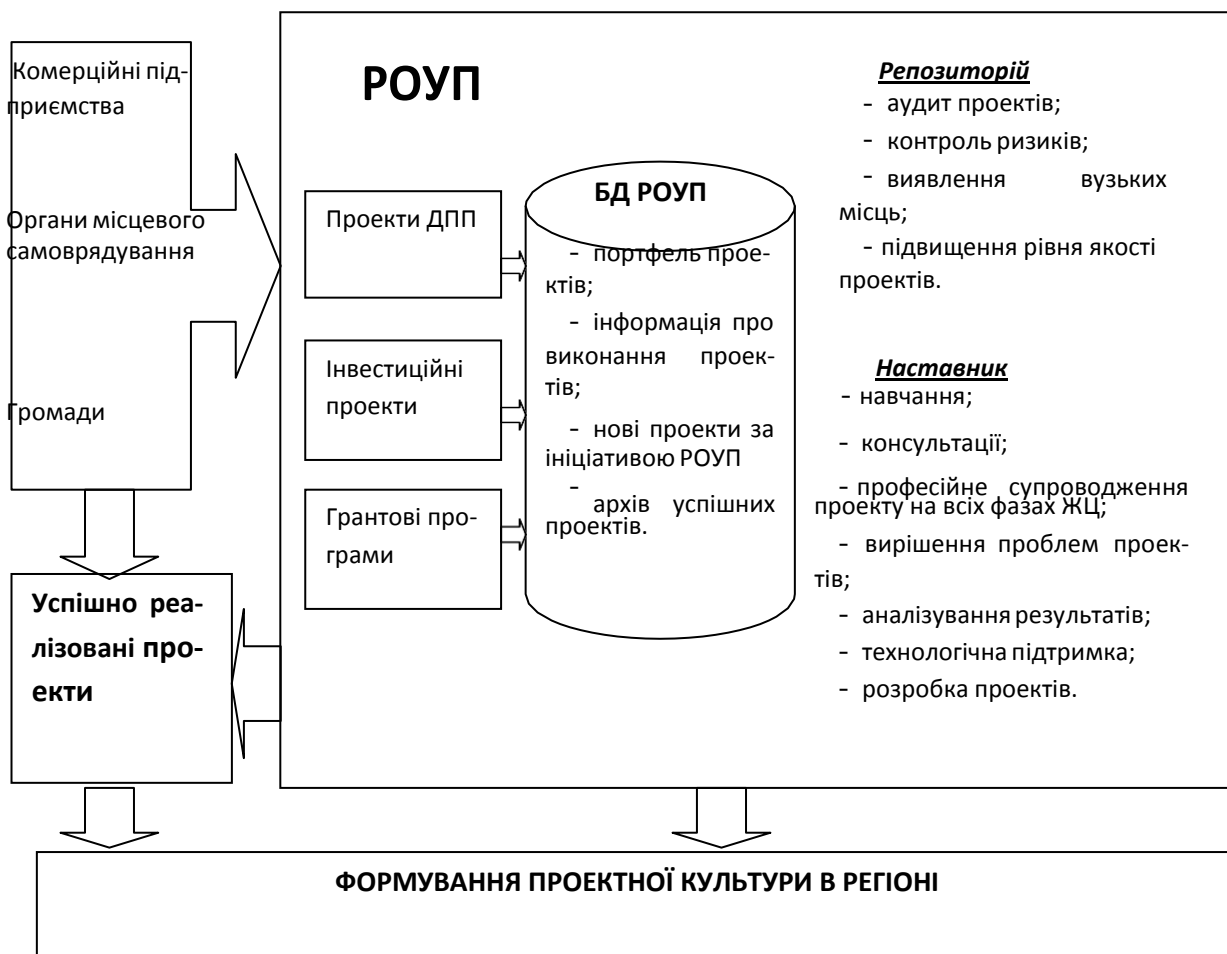 Комерційні під-
приємства
Органи місцевого
самоврядування
Громади
РОУП
Проекти ДПП
Інвестиційні
проекти
Грантові про-
грами
БД РОУП
- портфель прое-
ктів;
- інформація про
виконання проек-
тів;
- нові проекти за
ініціативою РОУП
-
архів успішних
проектів.
Репозиторій
- аудит проектів;
- контроль ризиків;
- виявлення вузьких
місць;
- підвищення рівня якості
проектів.
Наставник
- навчання;
- консультації;
- професійне супроводження
проекту на всіх фазах ЖЦ;
- вирішення проблем проек-
тів;
- аналізування результатів;
- технологічна підтримка;
- розробка проектів.
Успішно реа-
лізовані про-
екти
ФОРМУВАННЯ ПРОЕКТНОЇ КУЛЬТУРИ В РЕГІОНІ